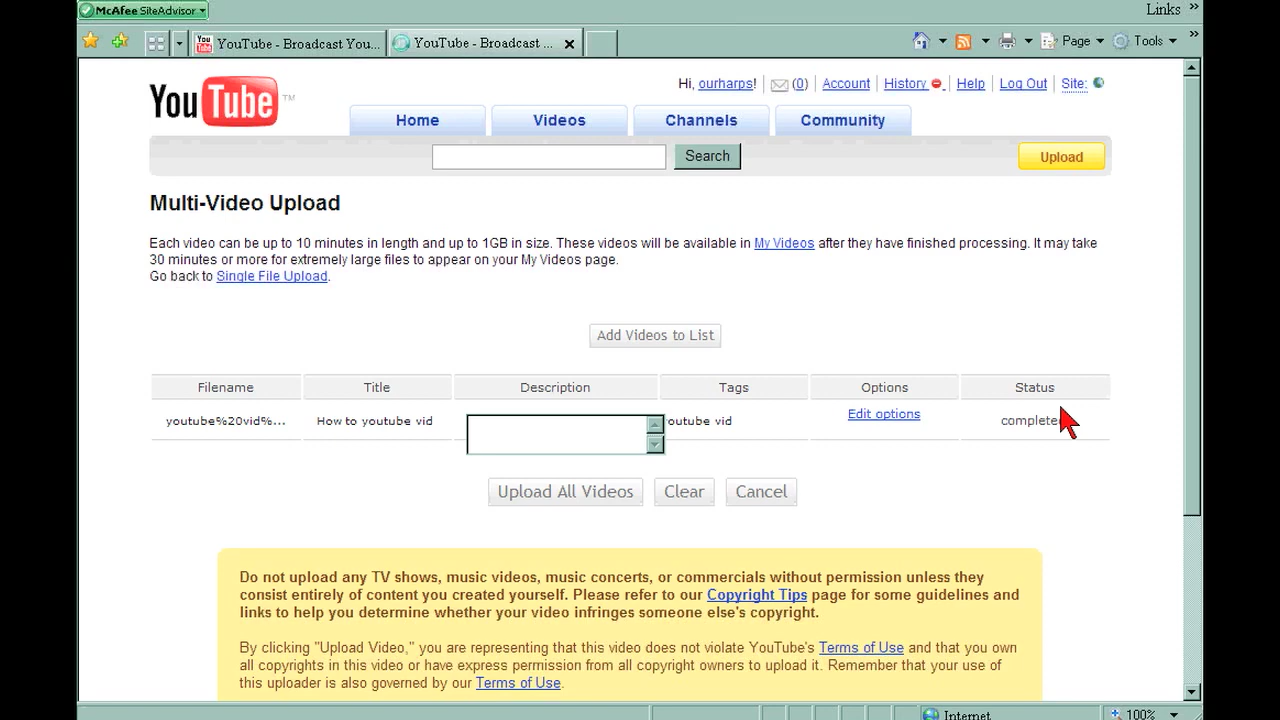 McAfee SiteAdvisor
Links »
YouTube - Broadcast You...
YouTube - Broadcast ...
Page
Tools
»
You Tube ™
Hi, ourharps!
(0)
Account
History
Help
Log Out
Site:
Home
Videos
Channels
Community
Search
Upload
Multi-Video Upload
Each video can be up to 10 minutes in length and up to 1GB in size. These videos will be available in My Videos after they have finished processing. It may take
30 minutes or more for extremely large files to appear on your My Videos page.
Go back to Single File Upload.
Add Videos to List
Filename
Title
Description
Tags
Options
Status
youtube%20vid%...
How to youtube vid
outube vid
Edit options
complete
Upload All Videos
Clear
Cancel
Do not upload any TV shows, music videos, music concerts, or commercials without permission unless they
consist entirely of content you created yourself. Please refer to our Copyright Tips page for some guidelines and
links to help you determine whether your video infringes someone else's copyright.
By clicking "Upload Video," you are representing that this video does not violate YouTube's Terms of Use and that you own
all copyrights in this video or have express permission from all copyright owners to upload it. Remember that your use of
this uploader is also governed by our Terms of Use.
Internet
100%